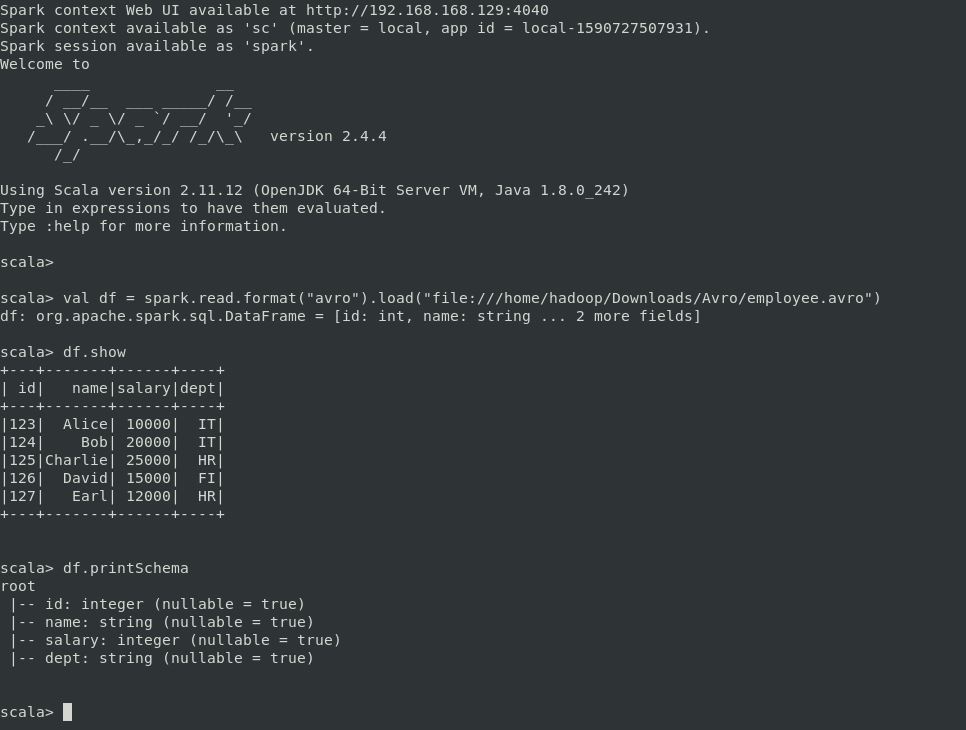 Spark context Web UI available at http://192.168.168.129:4040
Spark context available as 'sc' (master = local, app id = local-1590727507931).
Spark session available as 'spark'.
Welcome to
      ____              __
     / __/__  ___ _____/ /__
    _\ \/ _ \/ _ `/ __/  '_/
   /___/ .__/\_,_/_/ /_/\_\   version 2.4.4
      /_/
Using Scala version 2.11.12 (OpenJDK 64-Bit Server VM, Java 1.8.0_242)
Type in expressions to have them evaluated.
Type :help for more information.
scala>
scala> val df = spark.read.format("avro").load("file:///home/hadoop/Downloads/Avro/employee.avro")
df: org.apache.spark.sql.DataFrame = [id: int, name: string ... 2 more fields]
scala> df.show
+---+-------+------+----+
| id|   name|salary|dept|
+---+-------+------+----+
|123|  Alice| 10000|  IT|
|124|    Bob| 20000|  IT|
|125|Charlie| 25000|  HR|
|126|  David| 15000|  FI|
|127|   Earl| 12000|  HR|
+---+-------+------+----+
scala> df.printSchema
root
 |-- id: integer (nullable = true)
 |-- name: string (nullable = true)
 |-- salary: integer (nullable = true)
 |-- dept: string (nullable = true)
scala>